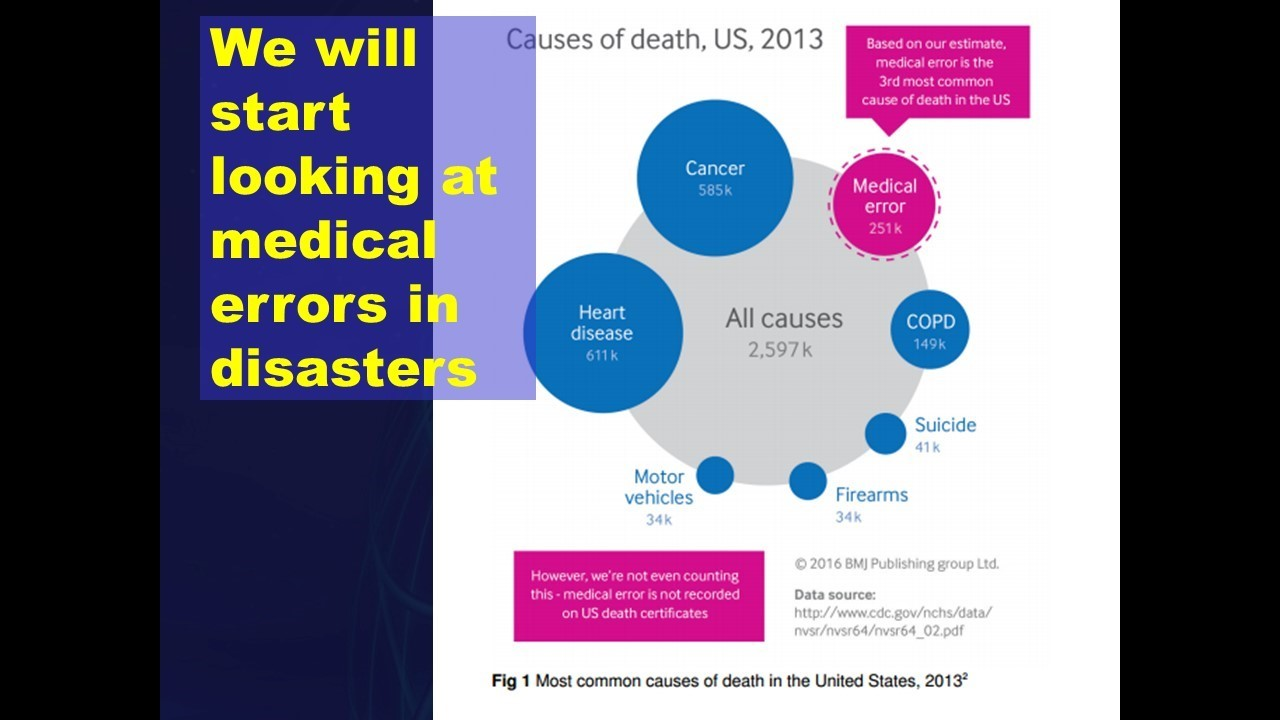 We will
start
looking at
medical
errors in
disasters
Causes of death, US, 2013
Based on our estimate,
medical error is the
3rd most common
cause of death in the US
Cancer
585k
Medical
error
251k
Heart
disease
611k
All causes
2,597k
COPD
149k
Suicide
41k
Motor
vehicles
34k
Firearms
34k
However, we're not even counting
this - medical error is not recorded
on US death certificates
© 2016 BMJ Publishing group Ltd.
Data source:
http://www.cdc.gov/nchs/data/
nvsr/nvsr64/nvsr64_02.pdf
Fig 1 Most common causes of death in the United States, 2013²